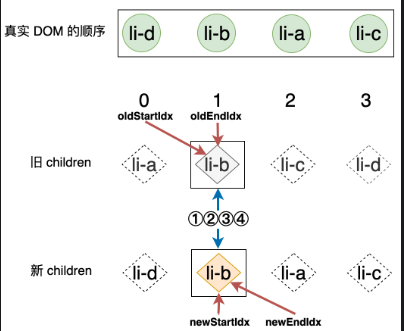 真实 DOM 的顺序 li-d li-b li-a li-c
0 1 2 3
oldStartIdx oldEndIdx
旧 children li-a li-b li-c li-d
①②③④
新 children li-d li-b li-a li-c
newStartIdx newEndIdx